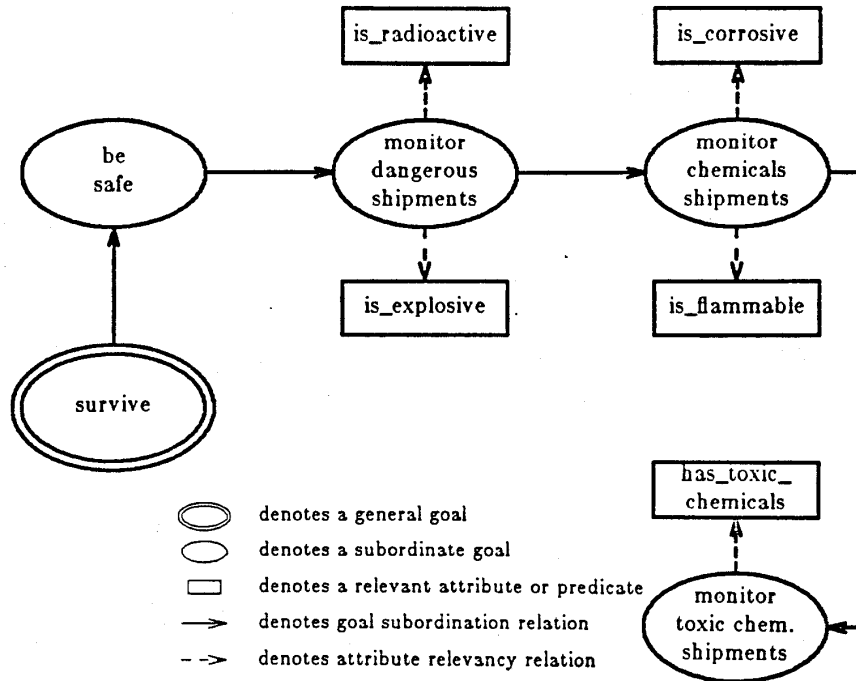 is_radioactive
is_corrosive
be
safe
monitor
dangerous
shipments
monitor
chemicals
shipments
is_explosive
is_flammable
survive
has_toxic_
chemicals
denotes a general goal
denotes a subordinate goal
denotes a relevant attribute or predicate
denotes goal subordination relation
denotes attribute relevancy relation
monitor
toxic chem.
shipments